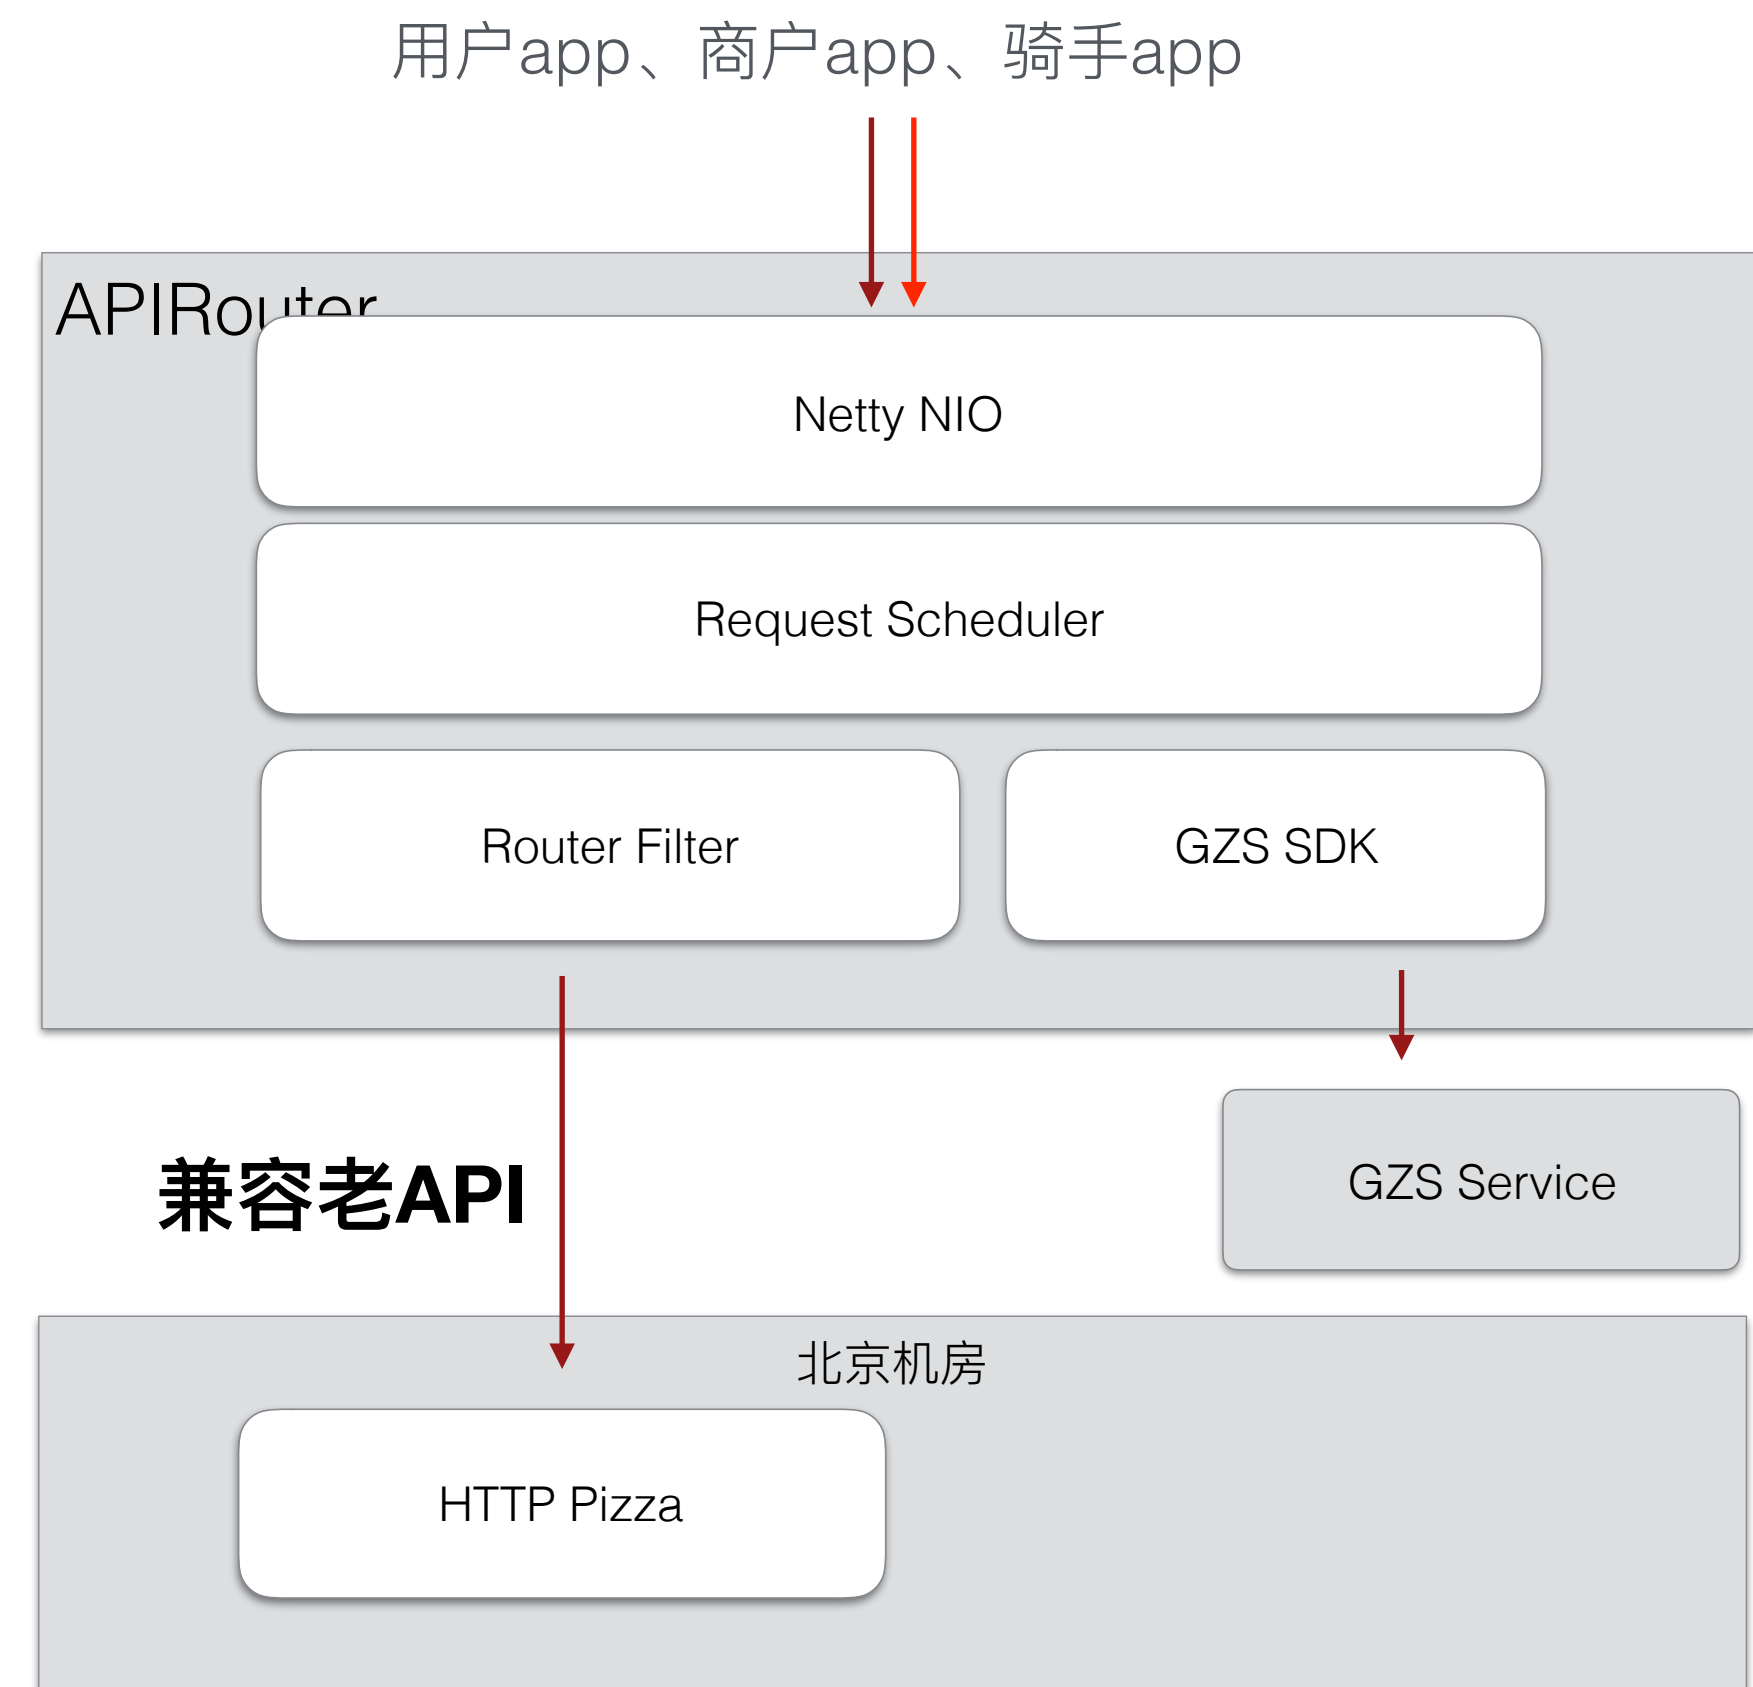 用户app、商户app、骑手app
APIRouter
Netty NIO
Request Scheduler
Router Filter
GZS SDK
兼容老API
GZS Service
北京机房
HTTP Pizza